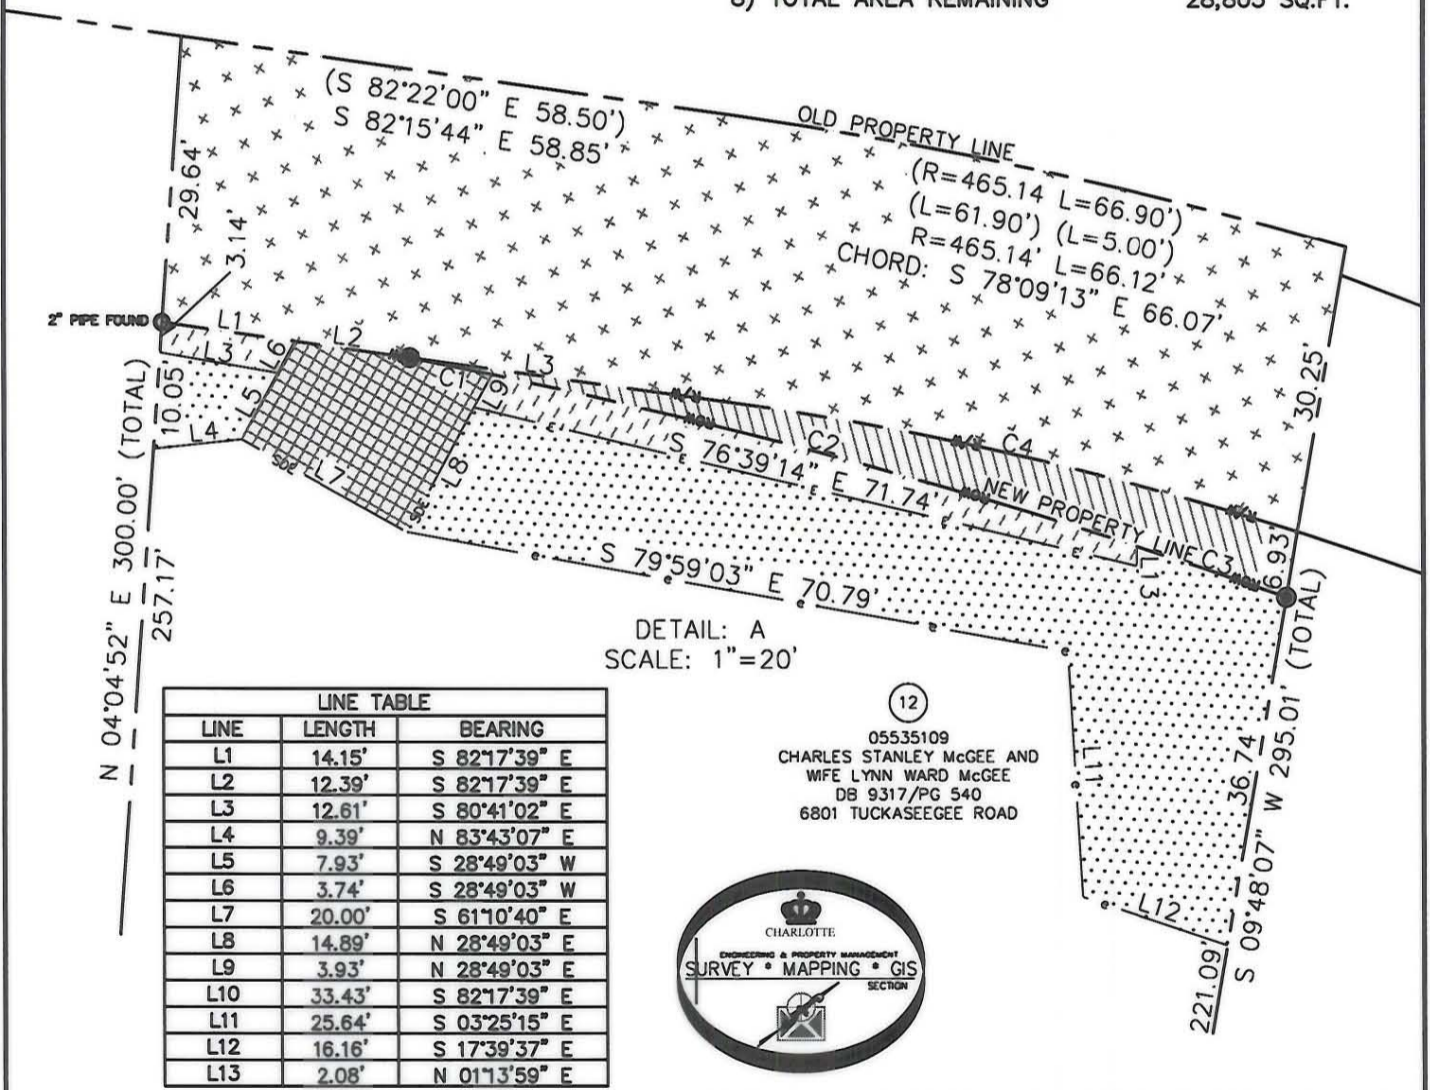 TOTAL AREA REMAINING
(S 82°22'00" E 58.50')
S 82°15'44" E 58.85'
OLD PROPERTY LINE
(R=465.14 L=66.90')
(L=61.90') (L=5.00')
R=465.14' L=66.12'
CHORD: S 78°09'13" E 66.07'
29.64'
3.14'
2" PIPE FOUND
L1
L2
L3
L3
L6
C1
L9
30.25'
10.05'
L4
L5
SDE
L7
L8
SDE
C2
C4
S 76°39'14" E 71.74'
NEW PROPERTY LINE
C3
6.93'
L13
S 79°59'03" E 70.79'
N 04°04'52" E 300.00' (TOTAL)
257.17'
DETAIL: A
SCALE: 1"=20'
L11
36.74
S 09°48'07" W 295.01' (TOTAL)
L12
221.09'
12
05535109
CHARLES STANLEY McGEE AND
WIFE LYNN WARD McGEE
DB 9317/PG 540
6801 TUCKASEEGEE ROAD
LINE TABLE
LINE LENGTH BEARING
L1 14.15' S 82°17'39" E
L2 12.39' S 82°17'39" E
L3 12.61' S 80°41'02" E
L4 9.39' N 83°43'07" E
L5 7.93' S 28°49'03" W
L6 3.74' S 28°49'03" W
L7 20.00' S 61°10'40" E
L8 14.89' N 28°49'03" E
L9 3.93' N 28°49'03" E
L10 33.43' S 82°17'39" E
L11 25.64' S 03°25'15" E
L12 16.16' S 17°39'37" E
L13 2.08' N 01°13'59" E
CHARLOTTE
ENGINEERING & PROPERTY MANAGEMENT
SURVEY * MAPPING * GIS
SECTION